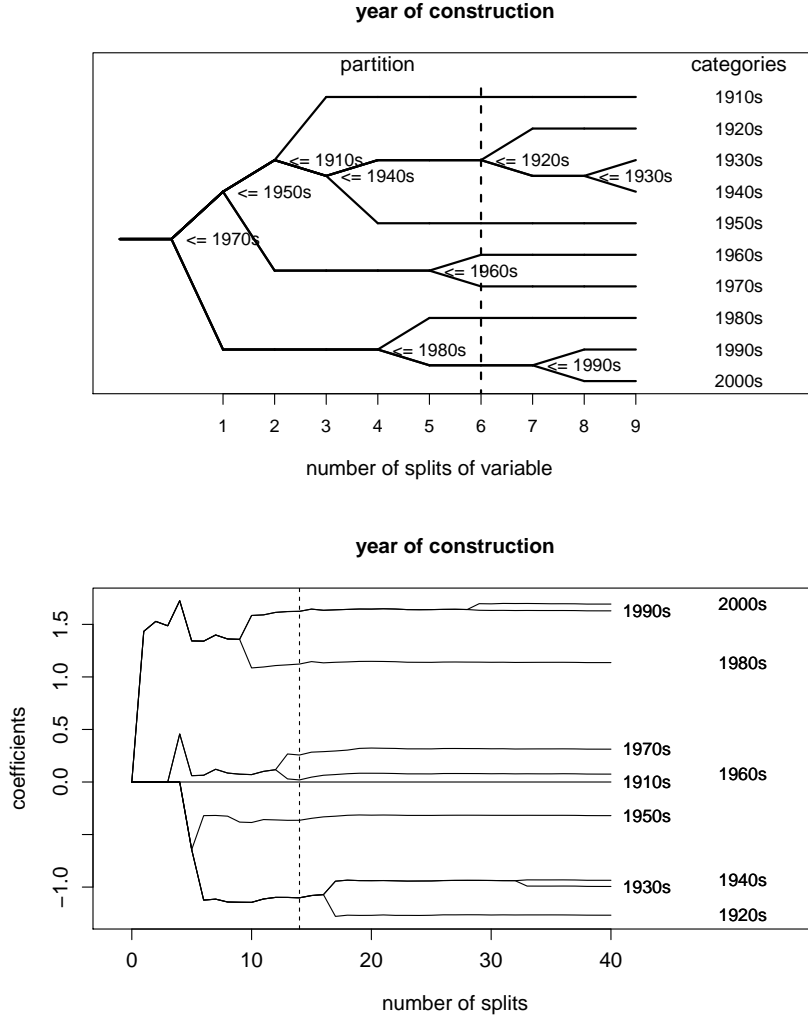 year of construction
partition categories
1910s
1920s
<= 1910s <= 1920s 1930s
<= 1940s <= 1930s
<= 1950s 1940s
1950s
<= 1970s 1960s
<= 1960s
1970s
1980s
<= 1980s 1990s
<= 1990s
2000s
1 2 3 4 5 6 7 8 9
number of splits of variable
year of construction
coefficients
1.5
1.0
0.5
0.0
−1.0
2000s
1990s
1980s
1970s
1960s
1910s
1950s
1940s
1930s
1920s
0 10 20 30 40
number of splits